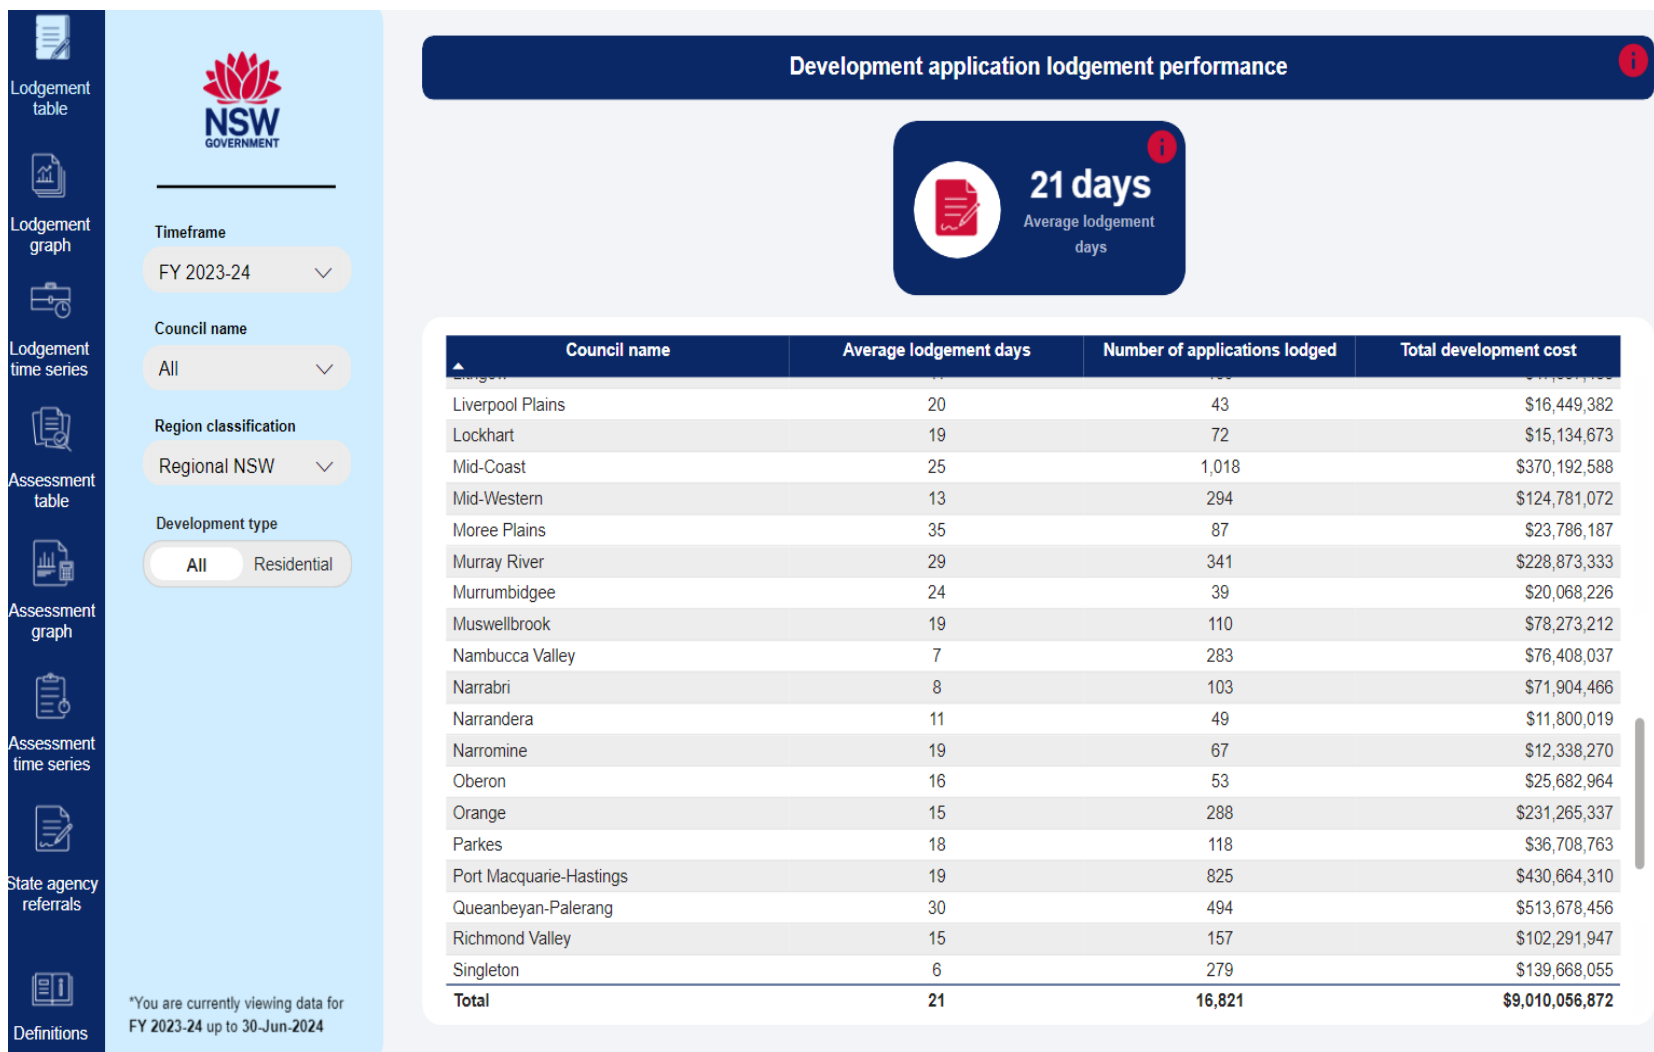 Lodgement
table
Lodgement
graph
Lodgement
time series
Assessment
table
Assessment
graph
Assessment
time series
State agency
referrals
Definitions
NSW
GOVERNMENT
Timeframe
FY 2023-24
Council name
All
Region classification
Regional NSW
Development type
All Residential
*You are currently viewing data for
FY 2023-24 up to 30-Jun-2024
Development application lodgement performance
21 days
Average lodgement
days
Council name Average lodgement days Number of applications lodged Total development cost
Liverpool Plains 20 43 $16,449,382
Lockhart 19 72 $15,134,673
Mid-Coast 25 1,018 $370,192,588
Mid-Western 13 294 $124,781,072
Moree Plains 35 87 $23,786,187
Murray River 29 341 $228,873,333
Murrumbidgee 24 39 $20,068,226
Muswellbrook 19 110 $78,273,212
Nambucca Valley 7 283 $76,408,037
Narrabri 8 103 $71,904,466
Narrandera 11 49 $11,800,019
Narromine 19 67 $12,338,270
Oberon 16 53 $25,682,964
Orange 15 288 $231,265,337
Parkes 18 118 $36,708,763
Port Macquarie-Hastings 19 825 $430,664,310
Queanbeyan-Palerang 30 494 $513,678,456
Richmond Valley 15 157 $102,291,947
Singleton 6 279 $139,668,055
Total 21 16,821 $9,010,056,872